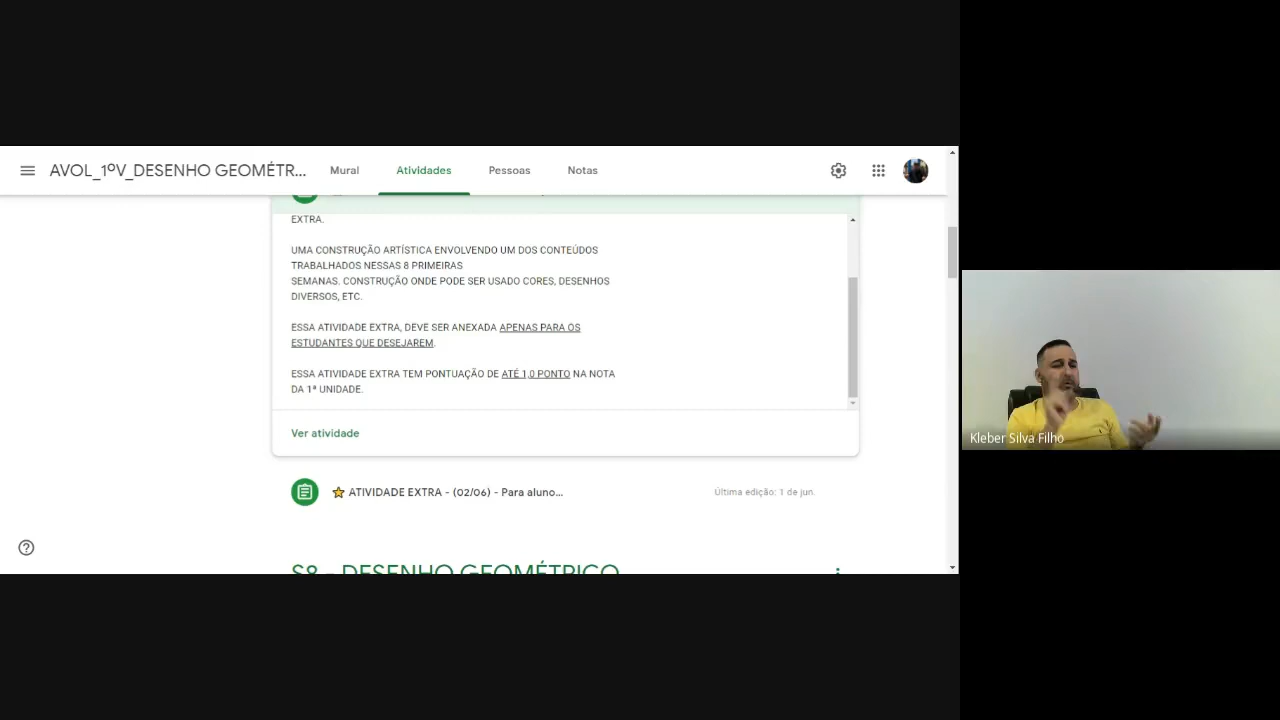 AVOL_1ºV_DESENHO GEOMÉTR...
Mural
Atividades
Pessoas
Notas
EXTRA.
UMA CONSTRUÇÃO ARTÍSTICA ENVOLVENDO UM DOS CONTEÚDOS
TRABALHADOS NESSAS 8 PRIMEIRAS
SEMANAS. CONSTRUÇÃO ONDE PODE SER USADO CORES, DESENHOS
DIVERSOS, ETC.
ESSA ATIVIDADE EXTRA, DEVE SER ANEXADA APENAS PARA OS
ESTUDANTES QUE DESEJAREM.
ESSA ATIVIDADE EXTRA TEM PONTUAÇÃO DE ATÉ 1,0 PONTO NA NOTA
DA 1ª UNIDADE.
Ver atividade
ATIVIDADE EXTRA - (02/06) - Para aluno...
Última edição: 1 de jun.
S8 - DESENHO GEOMÉTRICO
Kleber Silva Filho